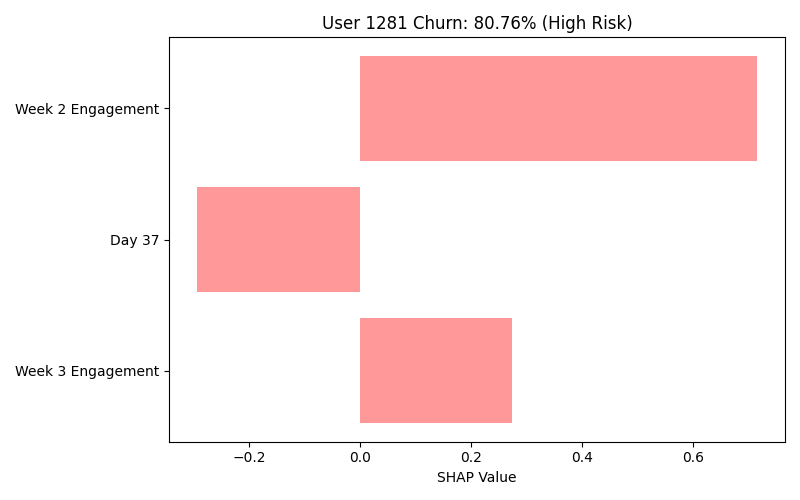 User 1281 Churn: 80.76% (High Risk)
Week 2 Engagement
Day 37
Week 3 Engagement
−0.2 0.0 0.2 0.4 0.6
SHAP Value